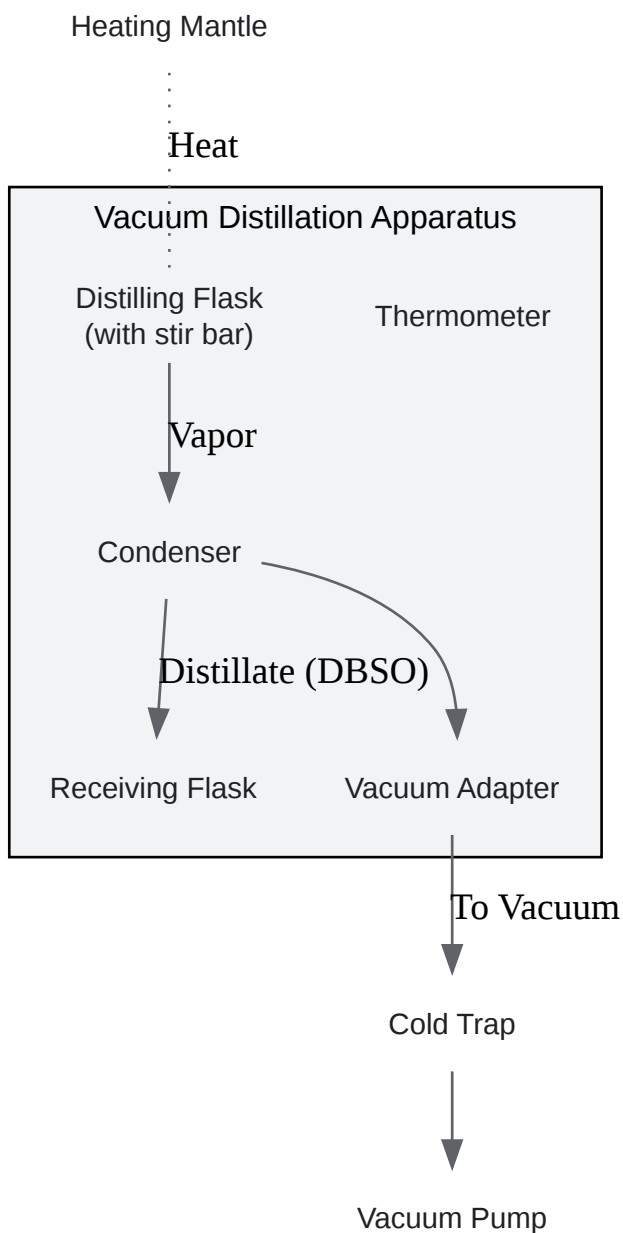 Heating Mantle
Heat
Vacuum Distillation Apparatus
Distilling Flask
(with stir bar)
Thermometer
Vapor
Condenser
Distillate (DBSO)
Receiving Flask
Vacuum Adapter
To Vacuum
Cold Trap
Vacuum Pump